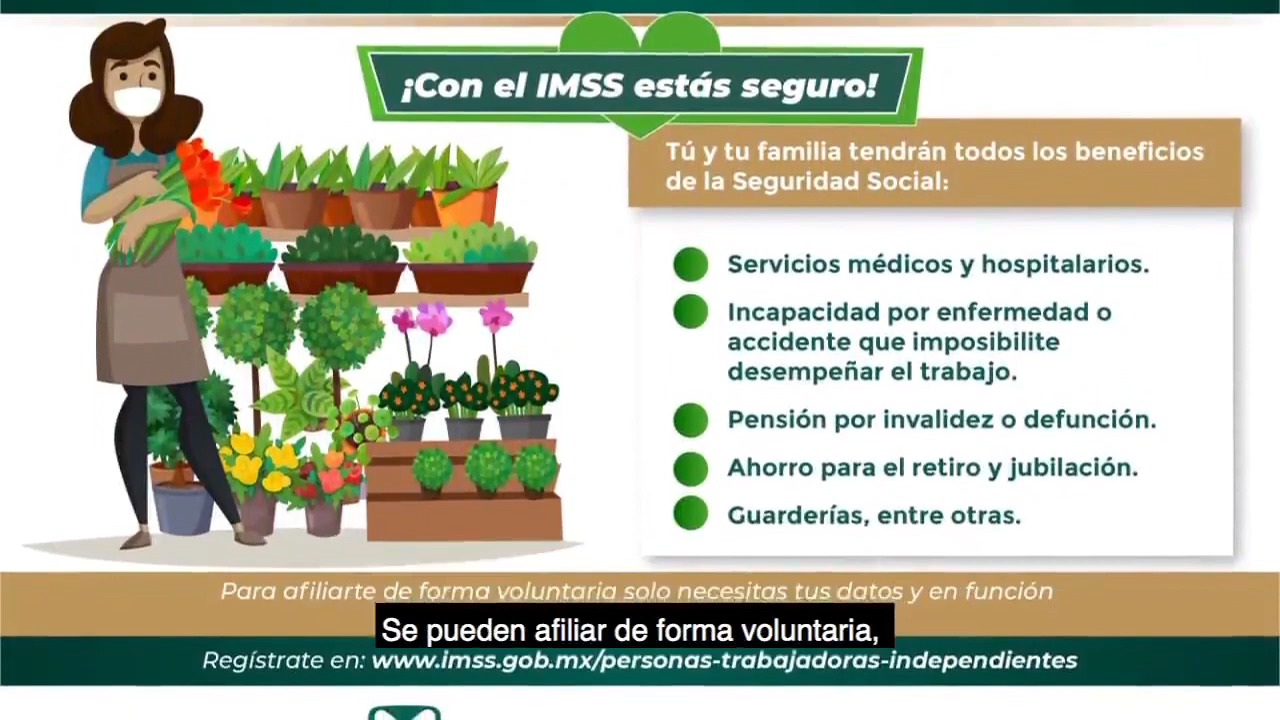 ¡Con el IMSS estás seguro!
Tú y tu familia tendrán todos los beneficios
de la Seguridad Social:
Servicios médicos y hospitalarios.
Incapacidad por enfermedad o
accidente que imposibilite
desempeñar el trabajo.
Pensión por invalidez o defunción.
Ahorro para el retiro y jubilación.
Guarderías, entre otras.
Para afiliarte de forma voluntaria solo necesitas tus datos y en función
Se pueden afiliar de forma voluntaria,
Regístrate en: www.imss.gob.mx/personas-trabajadoras-independientes